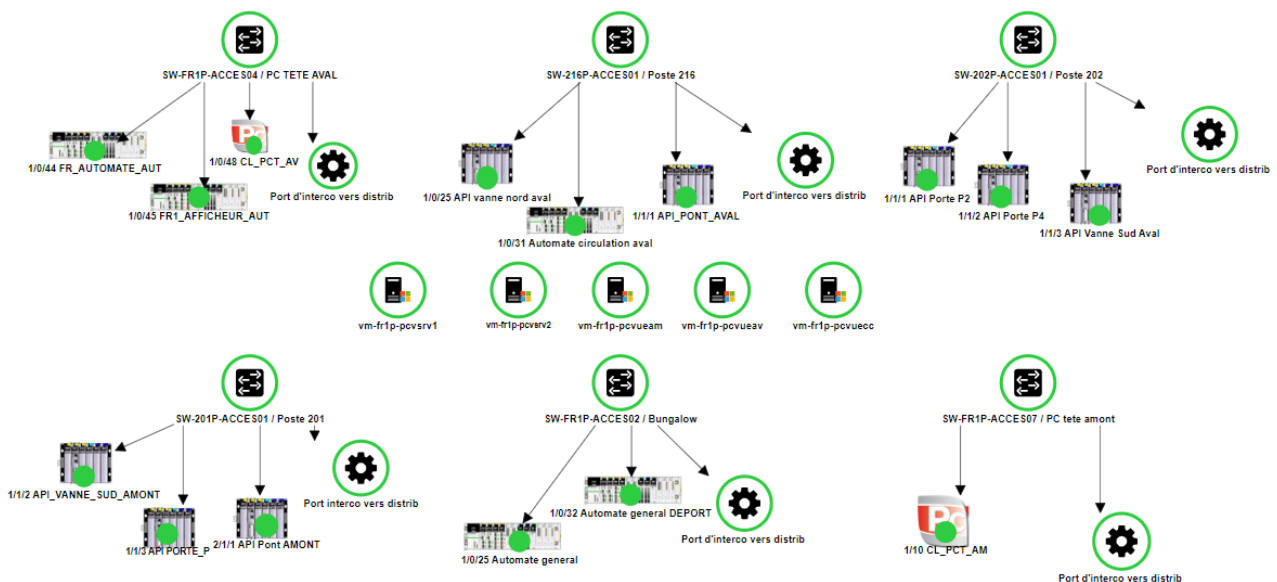 SW-FR1P-ACCES04 / PC TETE AVAL
SW-216P-ACCES01 / Poste 216
SW-202P-ACCES01 / Poste 202
1/0/44 FR_AUTOMATE_AUT
1/0/48 CL_PCT_AV
1/0/45 FR1_AFFICHEUR_AUT
Port d'interco vers distrib
1/0/25 API vanne nord aval
1/0/31 Automate circulation aval
1/1/1 API_PONT_AVAL
Port d'interco vers distrib
1/1/1 API Porte P2
1/1/2 API Porte P4
1/1/3 API Vanne Sud Aval
Port d'interco vers distrib
vm-fr1p-pcvsrv1
vm-fr1p-pcvsrv2
vm-fr1p-pcvueam
vm-fr1p-pcvueav
vm-fr1p-pcvuecc
SW-201P-ACCES01 / Poste 201
SW-FR1P-ACCES02 / Bungalow
SW-FR1P-ACCES07 / PC tete amont
1/1/2 API_VANNE_SUD_AMONT
1/1/3 API PORTE_P
2/1/1 API Pont AMONT
Port interco vers distrib
1/0/25 Automate general
1/0/32 Automate general DEPORT
Port d'interco vers distrib
PC
1/10 CL_PCT_AM
Port d'interco vers distrib